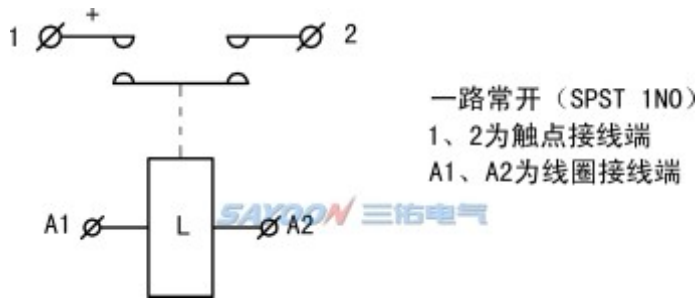 1
+
2
一路常开（SPST 1NO）
1、2为触点接线端
A1、A2为线圈接线端
SAYOON 三佑电气
A1
L
A2